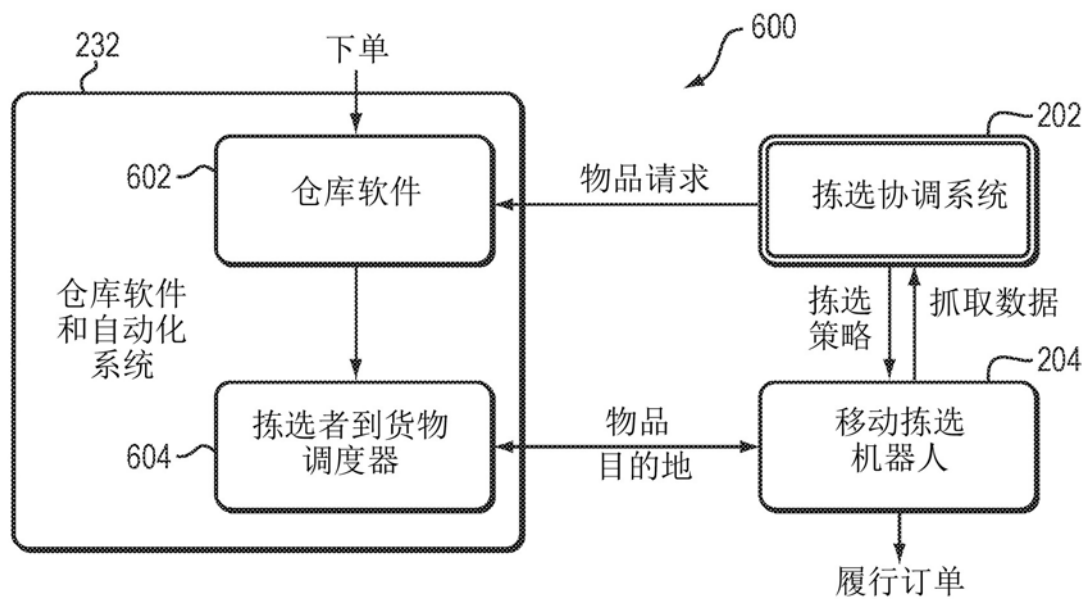 600
232
下单
202
602
仓库软件
物品请求
拣选协调系统
仓库软件
和自动化
系统
拣选
策略
抓取数据
204
604
拣选者到货物
调度器
物品
目的地
移动拣选
机器人
履行订单